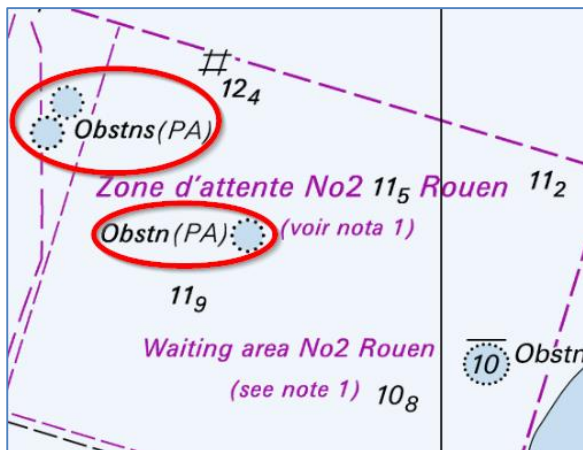 12₄
Obstns (PA)
Zone d'attente No2 11₅ Rouen 11₂
Obstn (PA) (voir nota 1)
11₉
Waiting area No2 Rouen
10 Obstn
(see note 1) 10₈